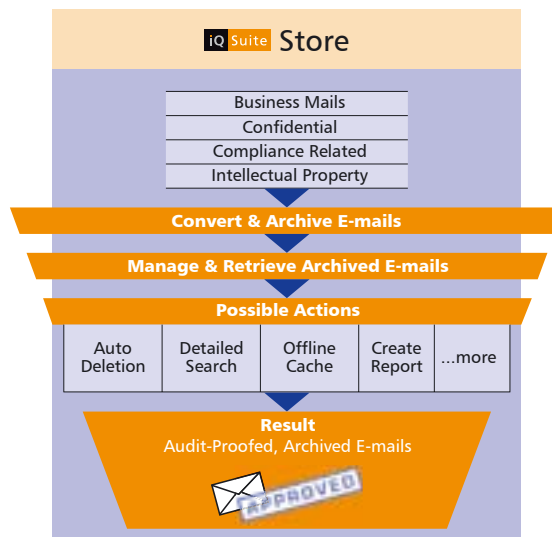 iQ Suite Store
Business Mails
Confidential
Compliance Related
Intellectual Property
Convert & Archive E-mails
Manage & Retrieve Archived E-mails
Possible Actions
Auto Deletion
Detailed Search
Offline Cache
Create Report
...more
Result
Audit-Proofed, Archived E-mails
APPROVED